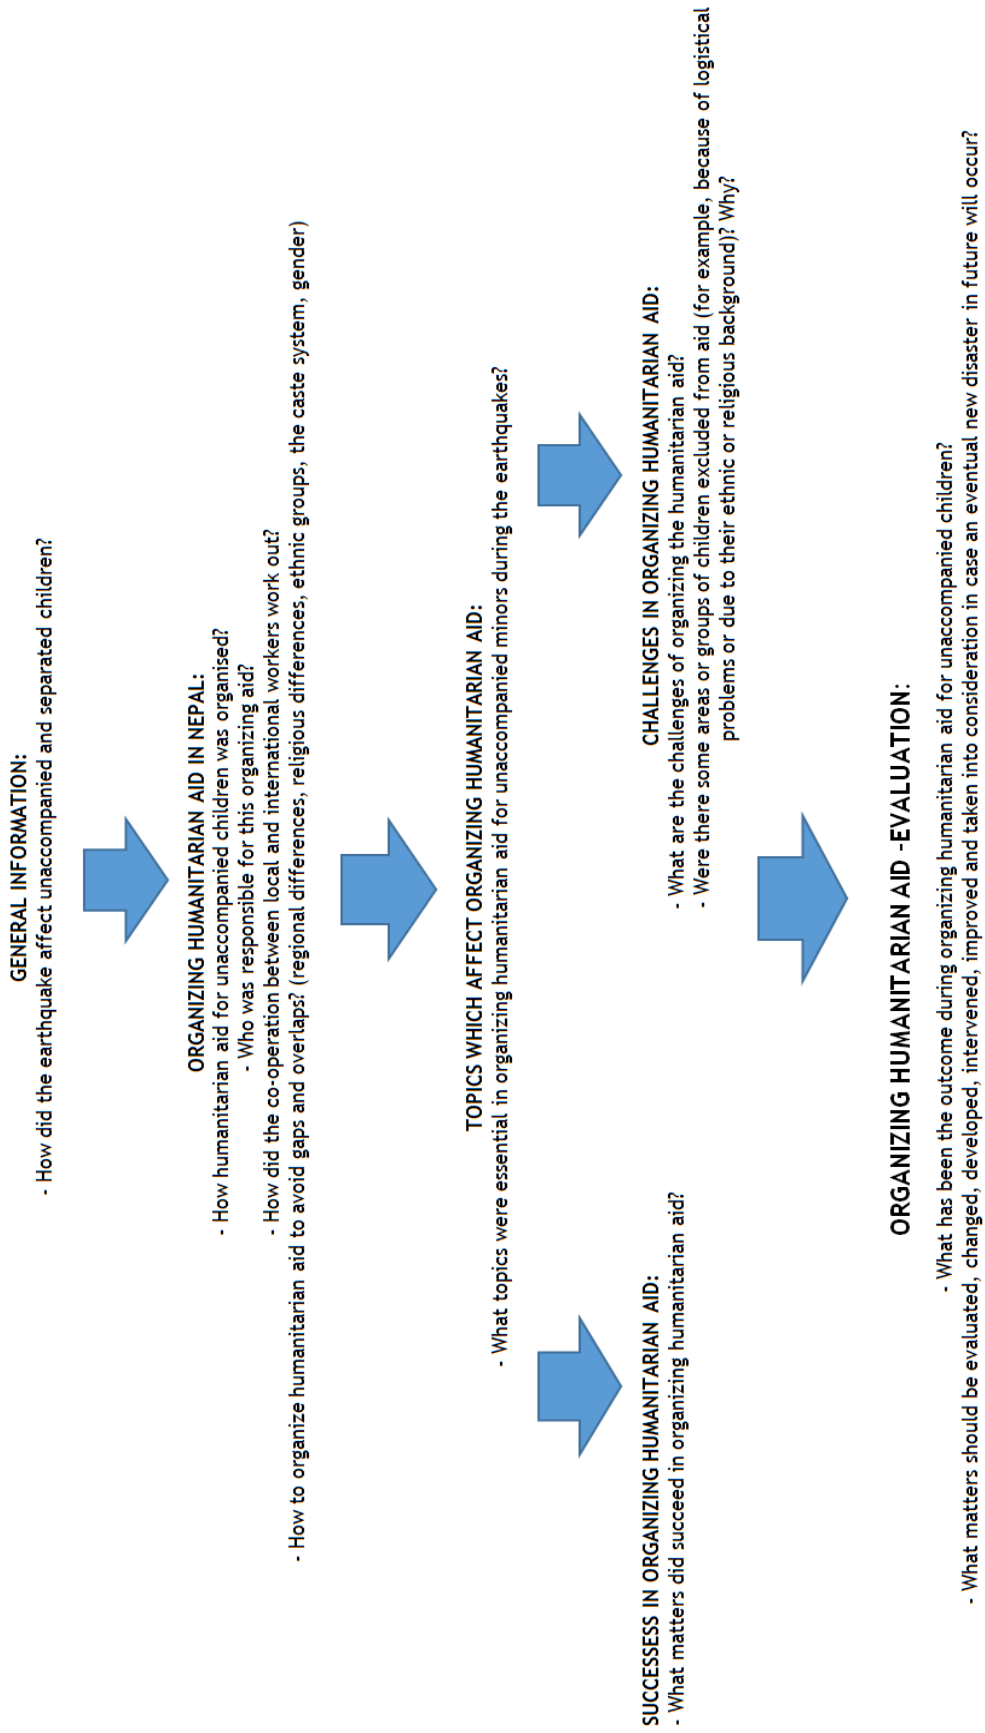 GENERAL INFORMATION:
- How did the earthquake affect unaccompanied and separated children?
ORGANIZING HUMANITARIAN AID IN NEPAL:
- How humanitarian aid for unaccompanied children was organised?
- Who was responsible for this organizing aid?
- How did the co-operation between local and international workers work out?
- How to organize humanitarian aid to avoid gaps and overlaps? (regional differences, religious differences, ethnic groups, the caste system, gender)
TOPICS WHICH AFFECT ORGANIZING HUMANITARIAN AID:
- What topics were essential in organizing humanitarian aid for unaccompanied minors during the earthquakes?
SUCCESSESS IN ORGANIZING HUMANITARIAN AID:
- What matters did succeed in organizing humanitarian aid?
CHALLENGES IN ORGANIZING HUMANITARIAN AID:
- What are the challenges of organizing the humanitarian aid?
- Were there some areas or groups of children excluded from aid (for example, because of logistical
problems or due to their ethnic or religious background)? Why?
ORGANIZING HUMANITARIAN AID -EVALUATION:
- What has been the outcome during organizing humanitarian aid for unaccompanied children?
- What matters should be evaluated, changed, developed, intervened, improved and taken into consideration in case an eventual new disaster in future will occur?